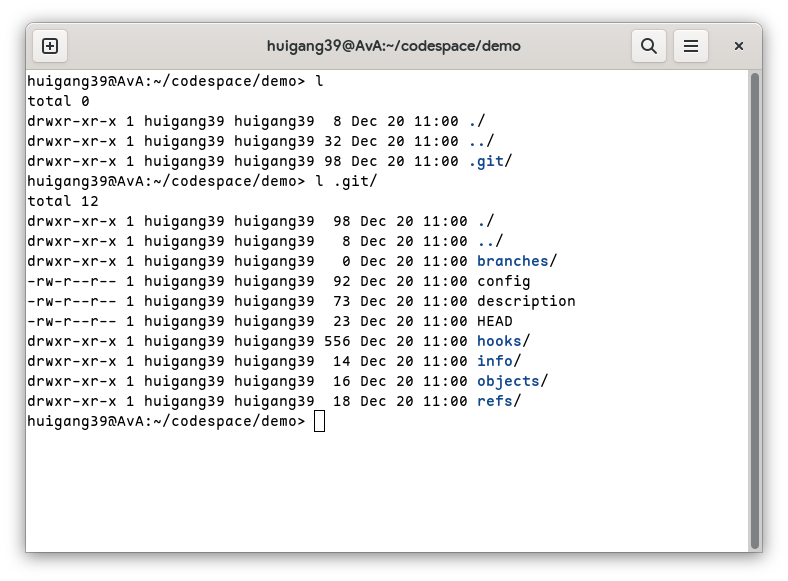 huigang39@AvA:~/codespace/demo
huigang39@AvA:~/codespace/demo> l
total 0
drwxr-xr-x 1 huigang39 huigang39  8 Dec 20 11:00 ./
drwxr-xr-x 1 huigang39 huigang39 32 Dec 20 11:00 ../
drwxr-xr-x 1 huigang39 huigang39 98 Dec 20 11:00 .git/
huigang39@AvA:~/codespace/demo> l .git/
total 12
drwxr-xr-x 1 huigang39 huigang39  98 Dec 20 11:00 ./
drwxr-xr-x 1 huigang39 huigang39   8 Dec 20 11:00 ../
drwxr-xr-x 1 huigang39 huigang39   0 Dec 20 11:00 branches/
-rw-r--r-- 1 huigang39 huigang39  92 Dec 20 11:00 config
-rw-r--r-- 1 huigang39 huigang39  73 Dec 20 11:00 description
-rw-r--r-- 1 huigang39 huigang39  23 Dec 20 11:00 HEAD
drwxr-xr-x 1 huigang39 huigang39 556 Dec 20 11:00 hooks/
drwxr-xr-x 1 huigang39 huigang39  14 Dec 20 11:00 info/
drwxr-xr-x 1 huigang39 huigang39  16 Dec 20 11:00 objects/
drwxr-xr-x 1 huigang39 huigang39  18 Dec 20 11:00 refs/
huigang39@AvA:~/codespace/demo>